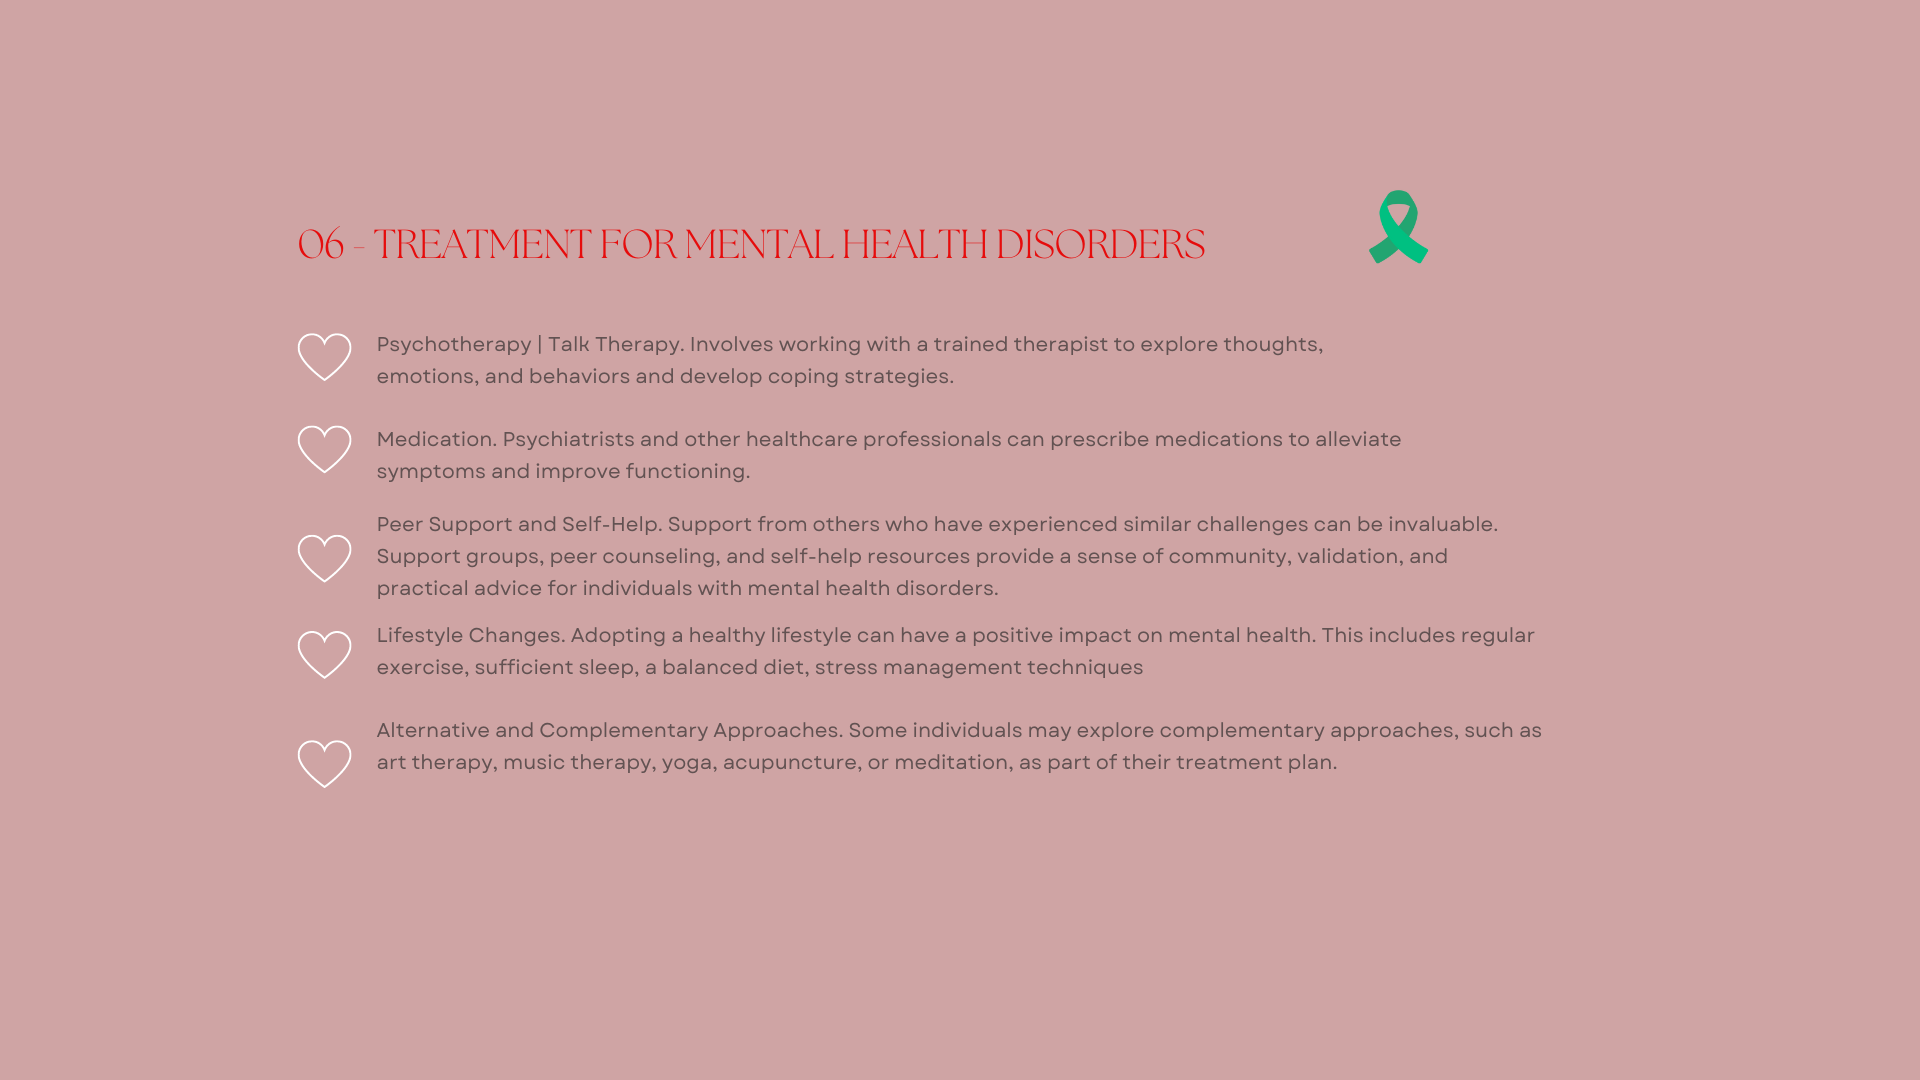 06 - TREATMENT FOR MENTAL HEALTH DISORDERS
Psychotherapy | Talk Therapy. Involves working with a trained therapist to explore thoughts,
emotions, and behaviors and develop coping strategies.
Medication. Psychiatrists and other healthcare professionals can prescribe medications to alleviate
symptoms and improve functioning.
Peer Support and Self-Help. Support from others who have experienced similar challenges can be invaluable.
Support groups, peer counseling, and self-help resources provide a sense of community, validation, and
practical advice for individuals with mental health disorders.
Lifestyle Changes. Adopting a healthy lifestyle can have a positive impact on mental health. This includes regular
exercise, sufficient sleep, a balanced diet, stress management techniques
Alternative and Complementary Approaches. Some individuals may explore complementary approaches, such as
art therapy, music therapy, yoga, acupuncture, or meditation, as part of their treatment plan.